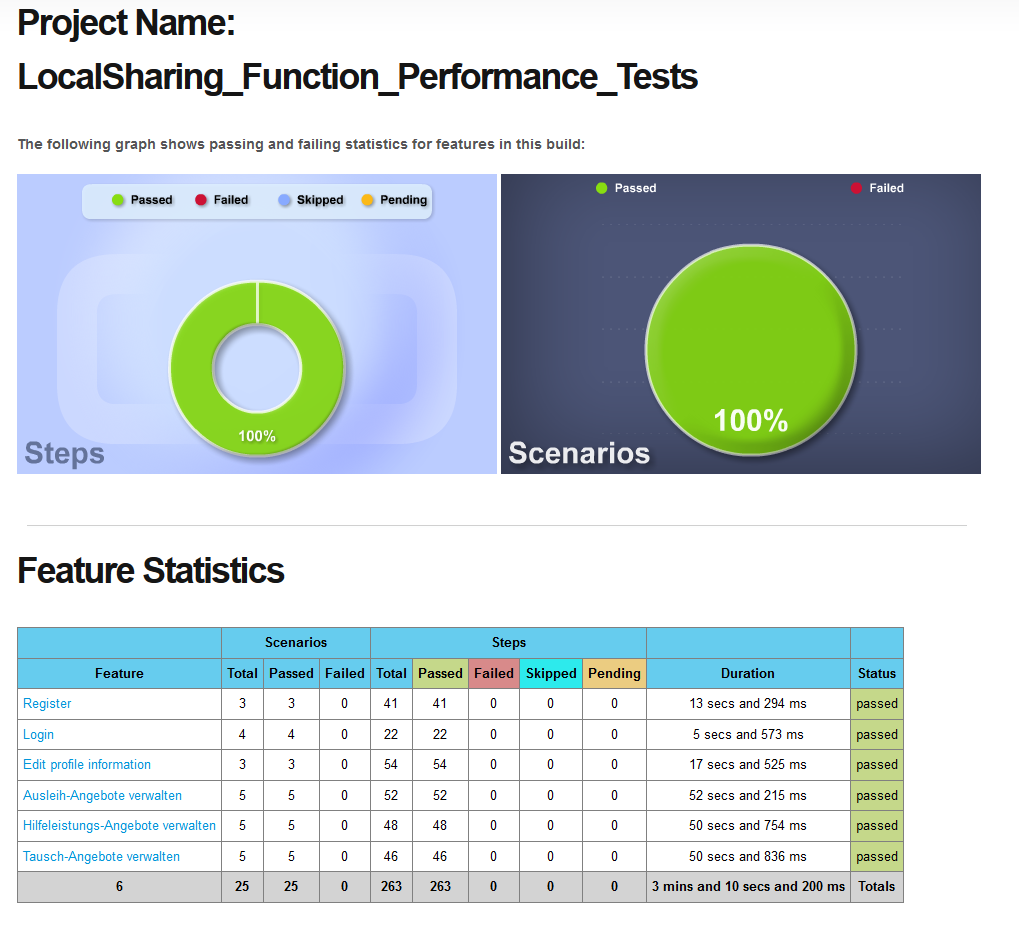 Project Name:
LocalSharing_Function_Performance_Tests
The following graph shows passing and failing statistics for features in this build:
Passed Failed Skipped Pending
100%
Steps
Passed Failed
100%
Scenarios
Feature Statistics
Scenarios Steps
Feature Total Passed Failed Total Passed Failed Skipped Pending Duration Status
Register 3 3 0 41 41 0 0 0 13 secs and 294 ms passed
Login 4 4 0 22 22 0 0 0 5 secs and 573 ms passed
Edit profile information 3 3 0 54 54 0 0 0 17 secs and 525 ms passed
Ausleih-Angebote verwalten 5 5 0 52 52 0 0 0 52 secs and 215 ms passed
Hilfeleistungs-Angebote verwalten 5 5 0 48 48 0 0 0 50 secs and 754 ms passed
Tausch-Angebote verwalten 5 5 0 46 46 0 0 0 50 secs and 836 ms passed
6 25 25 0 263 263 0 0 0 3 mins and 10 secs and 200 ms Totals